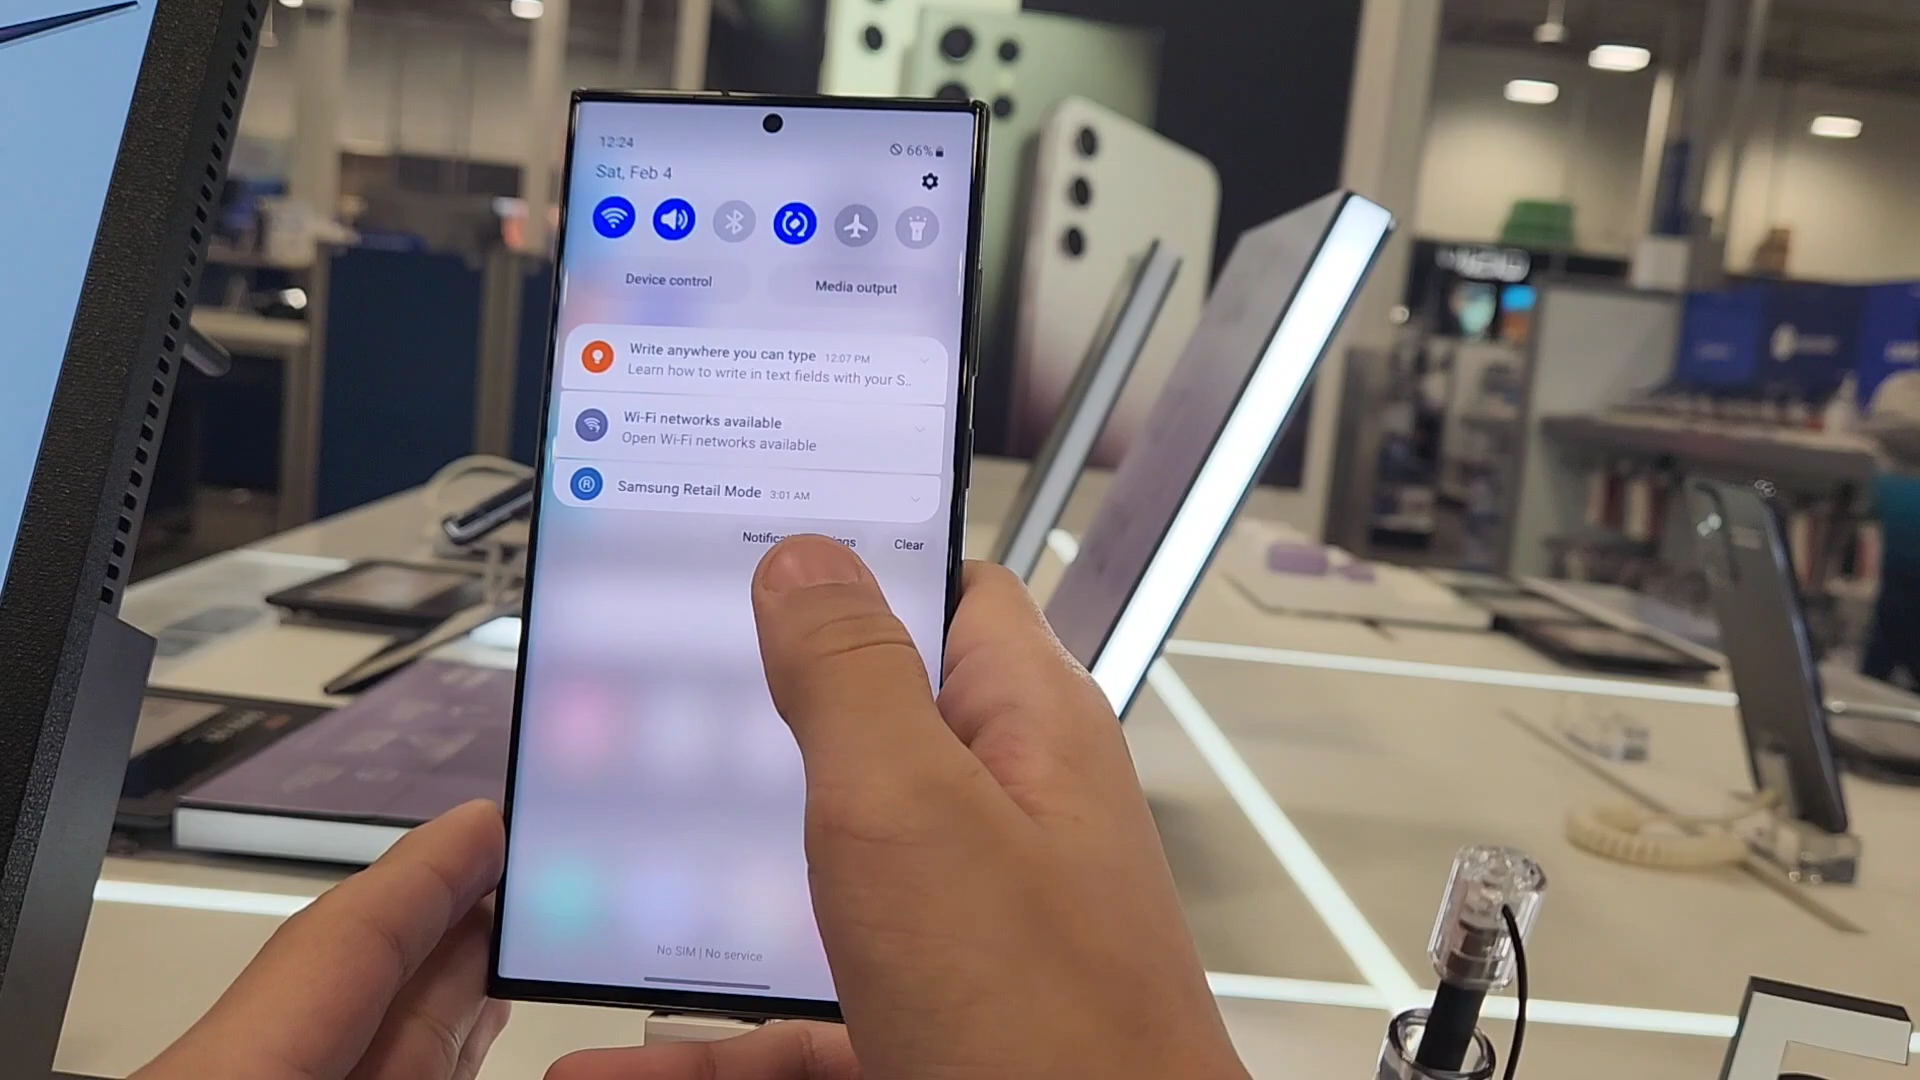 12:24
66%
Sat, Feb 4
Device control
Media output
Write anywhere you can type 12:07 PM
Learn how to write in text fields with your S..
Wi-Fi networks available
Open Wi-Fi networks available
R
Samsung Retail Mode 3:01 AM
Clear
No SIM | No service